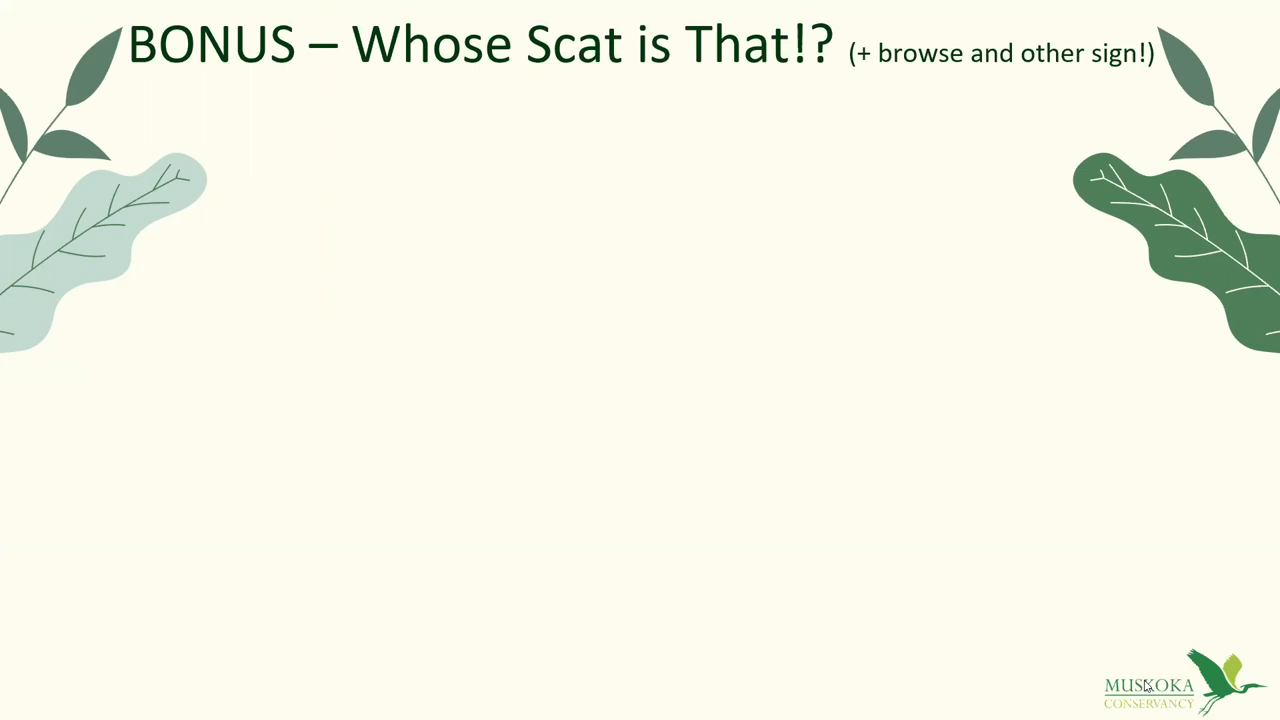 BONUS – Whose Scat is That!? (+ browse and other sign!)
MUSKOKA
CONSERVANCY